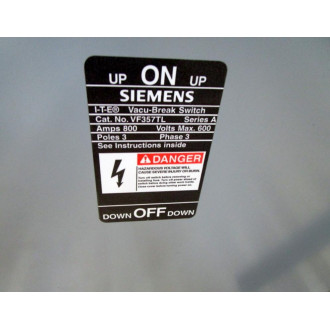 UP ON UP
SIEMENS
I-T-E® Vacu-Break Switch
Cat. No. VF357TL Series A
Amps 800 Volts Max. 600
Poles 3 Phase 3
See Instructions inside
DANGER
HAZARDOUS VOLTAGE WILL
CAUSE SEVERE INJURY OR BURN.
DOWN OFF DOWN